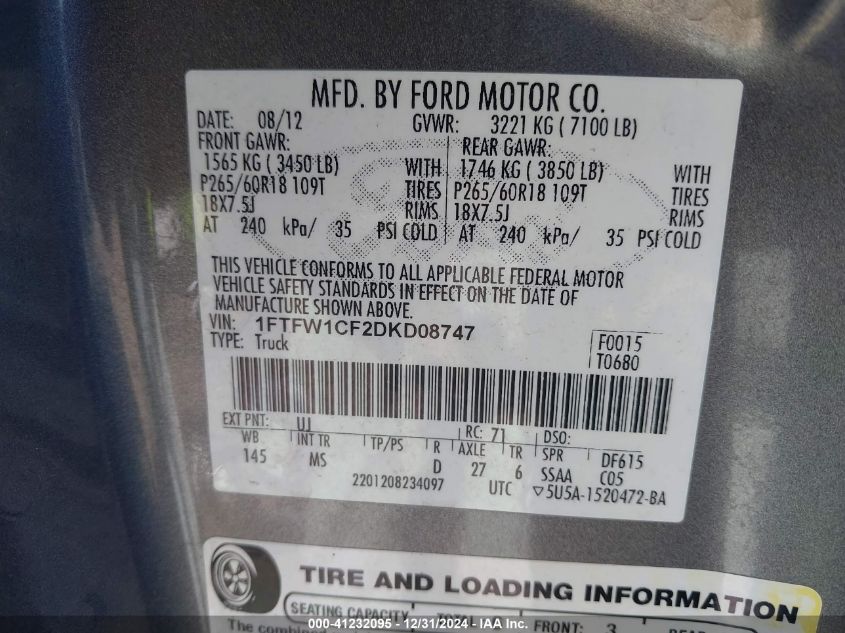 MFD. BY FORD MOTOR CO.
DATE: 08/12 GVWR: 3221 KG ( 7100 LB)
FRONT GAWR: REAR GAWR:
1565 KG ( 3450 LB) WITH 1746 KG ( 3850 LB) WITH
P265/60R18 109T TIRES P265/60R18 109T TIRES
18X7.5J RIMS 18X7.5J RIMS
AT 240 kPa/ 35 PSI COLD AT 240 kPa/ 35 PSI COLD
THIS VEHICLE CONFORMS TO ALL APPLICABLE FEDERAL MOTOR
VEHICLE SAFETY STANDARDS IN EFFECT ON THE DATE OF
MANUFACTURE SHOWN ABOVE.
VIN: 1FTFW1CF2DKD08747
TYPE: Truck
F0015
T0680
EXT PNT: UJ RC: 71 DSO:
WB INT TR TP/PS R AXLE TR SPR DF615
145 MS D 27 6 SSAA C05
2201208234097 UTC ▽5U5A-1520472-BA
TIRE AND LOADING INFORMATION
SEATING CAPACITY TOTAL FRONT: 3
The combined
000-41232095 - 12/31/2024 - IAA